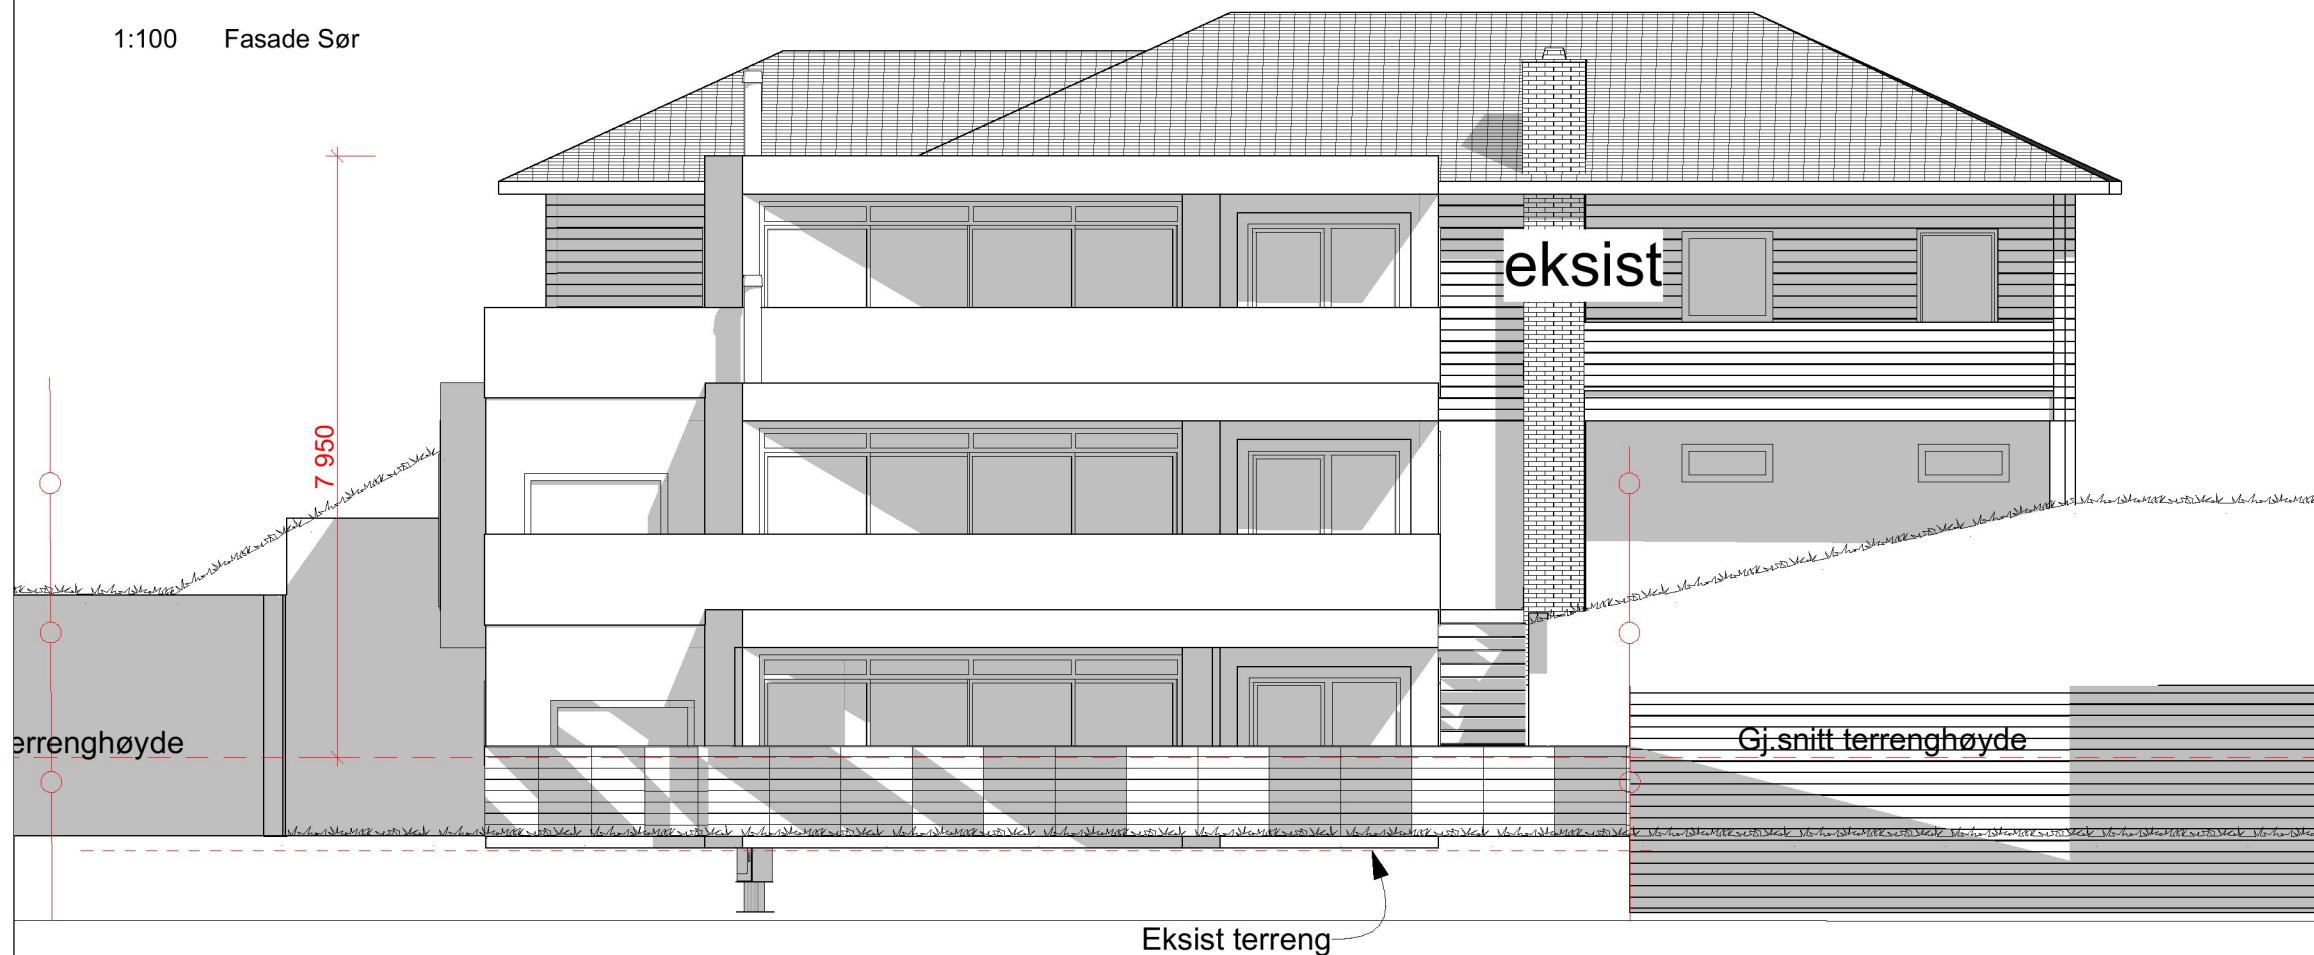 1:100 Fasade Sør
7 950
eksist
errenghøyde
Gj.snitt terrenghøyde
Eksist terreng